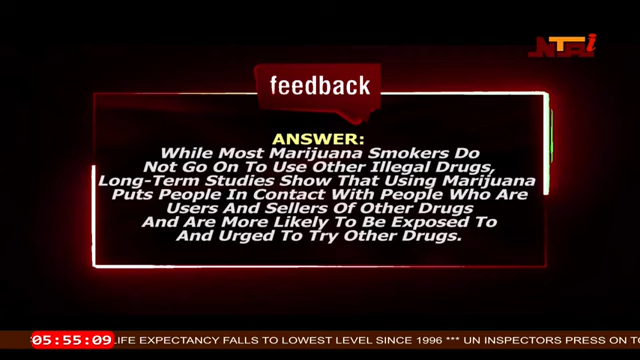 NTAi
feedback
ANSWER:
While Most Marijuana Smokers Do
Not Go On To Use Other Illegal Drugs,
Long-Term Studies Show That Using Marijuana
Puts People In Contact With People Who Are
Users And Sellers Of Other Drugs
And Are More Likely To Be Exposed To
And Urged To Try Other Drugs.
05:55:09
LIFE EXPECTANCY FALLS TO LOWEST LEVEL SINCE 1996 *** UN INSPECTORS PRESS ON TO